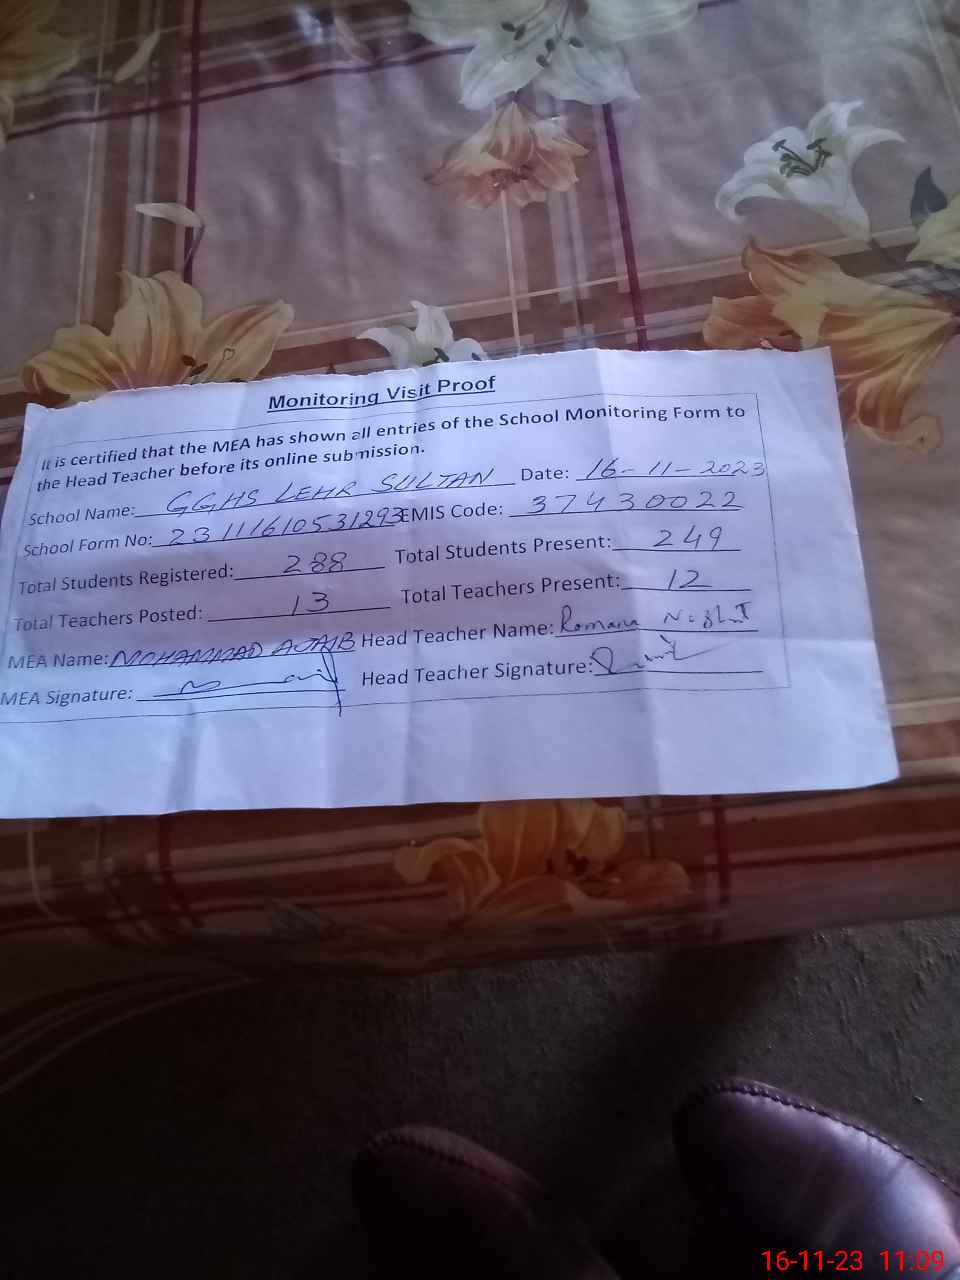 Monitoring Visit Proof
It is certified that the MEA has shown all entries of the School Monitoring Form to
the Head Teacher before its online submission.
School Name: GGHS LEHR SULTAN Date: 16-11-2023
School Form No: 23111610531293 EMIS Code: 37430022
Total Students Registered: 288 Total Students Present: 249
Total Teachers Posted: 13 Total Teachers Present: 12
MEA Name: MOHAMMAD AJAIB Head Teacher Name: Romana
MEA Signature: Head Teacher Signature:
16-11-23 11:09